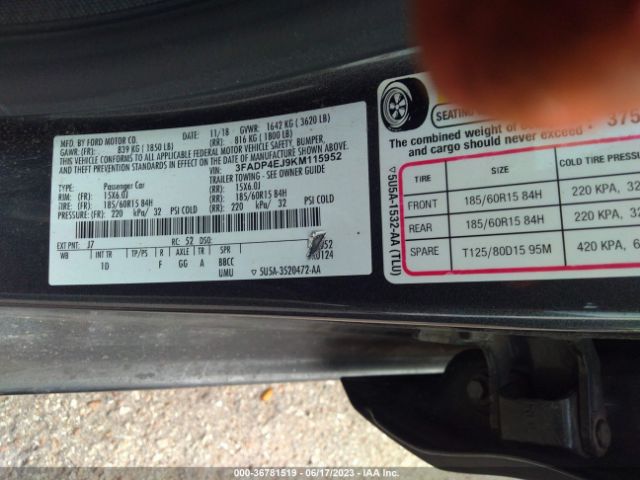 MFD. BY FORD MOTOR CO.
DATE: 11/18 GVWR: 1642 KG ( 3620 LB)
GAWR: (FR): 839 KG ( 1850 LB) (RR): 816 KG ( 1800 LB)
THIS VEHICLE CONFORMS TO ALL APPLICABLE FEDERAL MOTOR VEHICLE SAFETY, BUMPER,
AND THEFT PREVENTION STANDARDS IN EFFECT ON THE DATE OF MANUFACTURE SHOWN ABOVE.
VIN: 3FADP4EJ9KM115952
TYPE: Passenger Car TRAILER TOWING - SEE OWNER GUIDE
RIM: (FR): 15X6.0J (RR): 15X6.0J
TIRE: (FR): 185/60R15 84H (RR): 185/60R15 84H
PRESSURE: (FR): 220 kPa/ 32 PSI COLD (RR): 220 kPa/ 32 PSI COLD
EXT PNT: J7 RC: 52 DSO:
WB INT TP/PS R AXLE TR SPR
1D F GG A BBCC
UMU 5U5A-3520472-AA
SEATING
The combined weight of
and cargo should never exceed
TIRE SIZE COLD TIRE
FRONT 185/60R15 84H 220 KPA, 32
REAR 185/60R15 84H 220 KPA, 32
SPARE T125/80D15 95M 420 KPA,
5U5A-1532-AA (TLU)
000-36781519 - 06/17/2023 - IAA Inc.